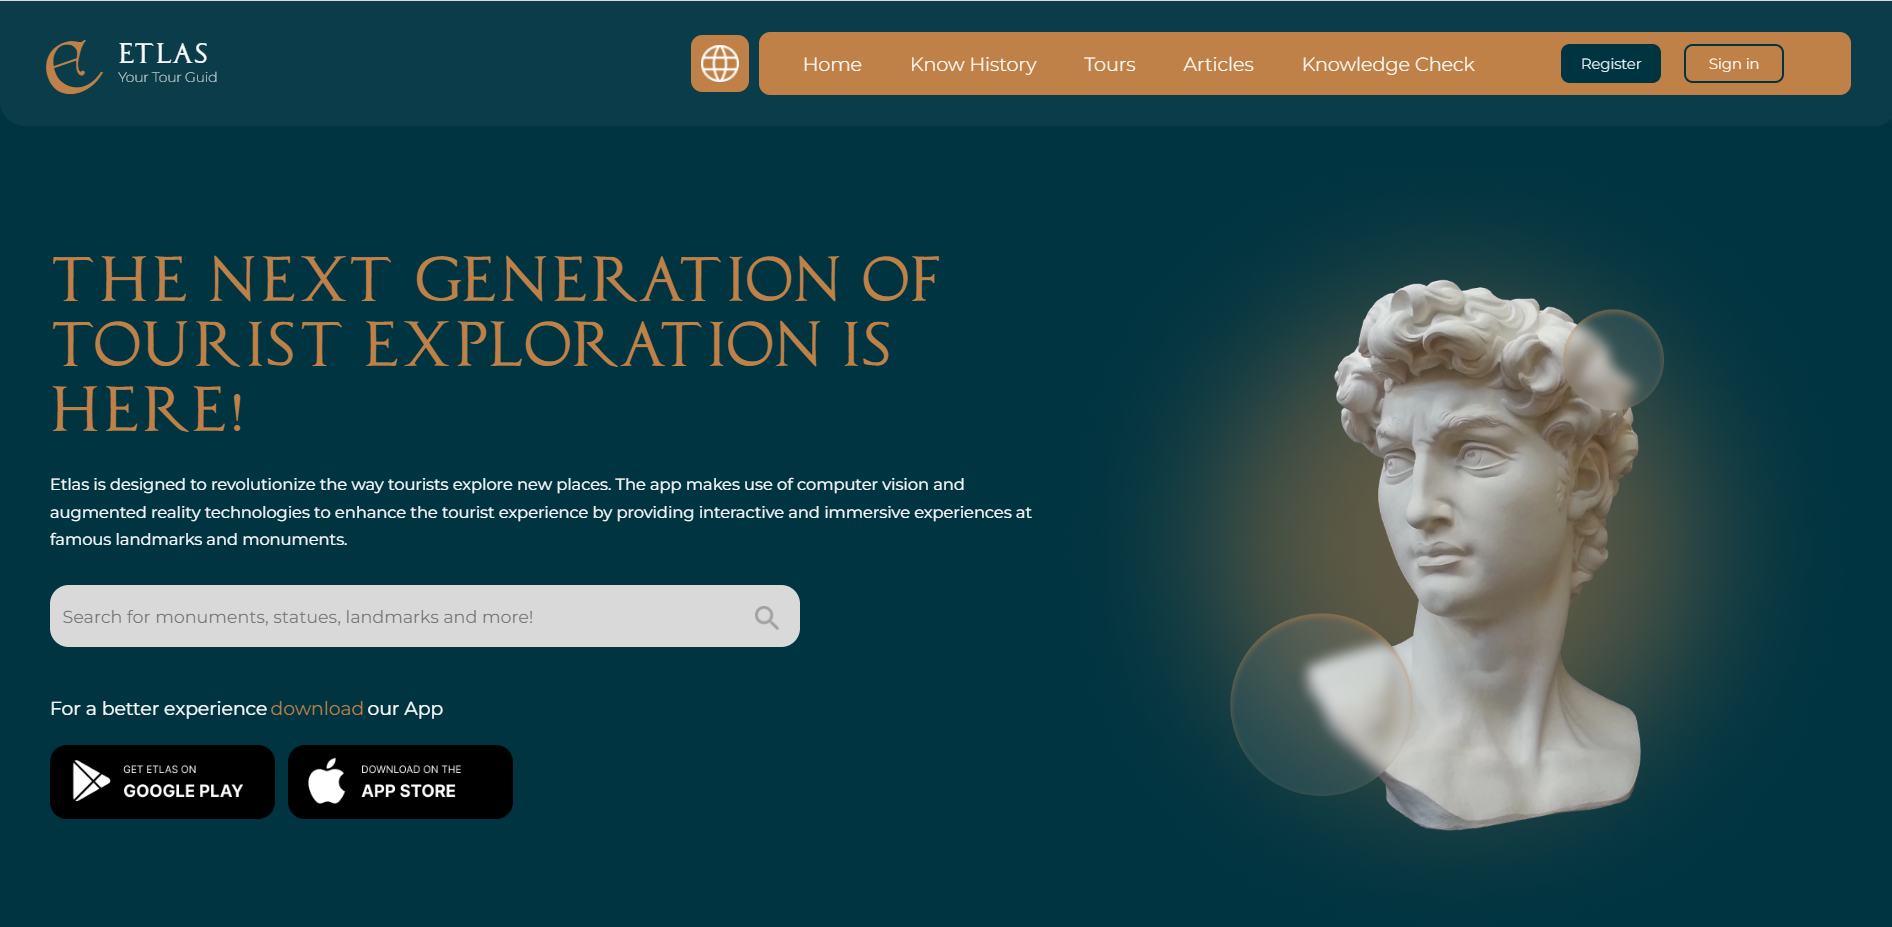 ETLAS
Your Tour Guid
Home
Know History
Tours
Articles
Knowledge Check
Register
Sign in
THE NEXT GENERATION OF
TOURIST EXPLORATION IS
HERE!
Etlas is designed to revolutionize the way tourists explore new places. The app makes use of computer vision and
augmented reality technologies to enhance the tourist experience by providing interactive and immersive experiences at
famous landmarks and monuments.
Search for monuments, statues, landmarks and more!
For a better experience download our App
GET ETLAS ON
GOOGLE PLAY
DOWNLOAD ON THE
APP STORE